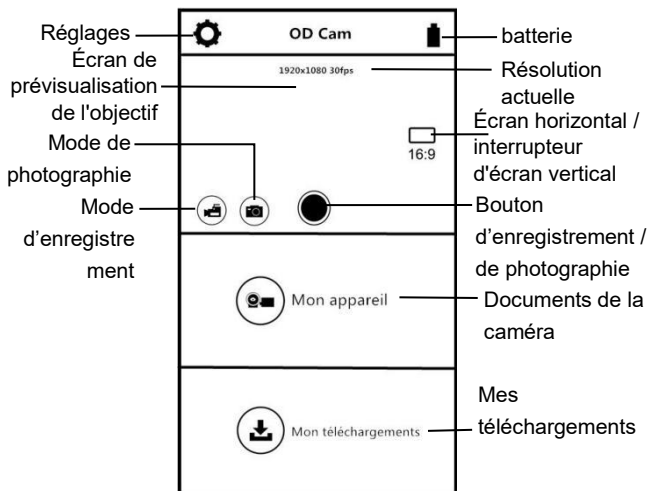 Réglages
Écran de
prévisualisation
de l'objectif
Mode de
photographie
Mode
d’enregistre
ment
OD Cam
1920x1080 30fps
16:9
Mon appareil
Mon téléchargements
batterie
Résolution
actuelle
Écran horizontal /
interrupteur
d'écran vertical
Bouton
d’enregistrement /
de photographie
Documents de la
caméra
Mes
téléchargements